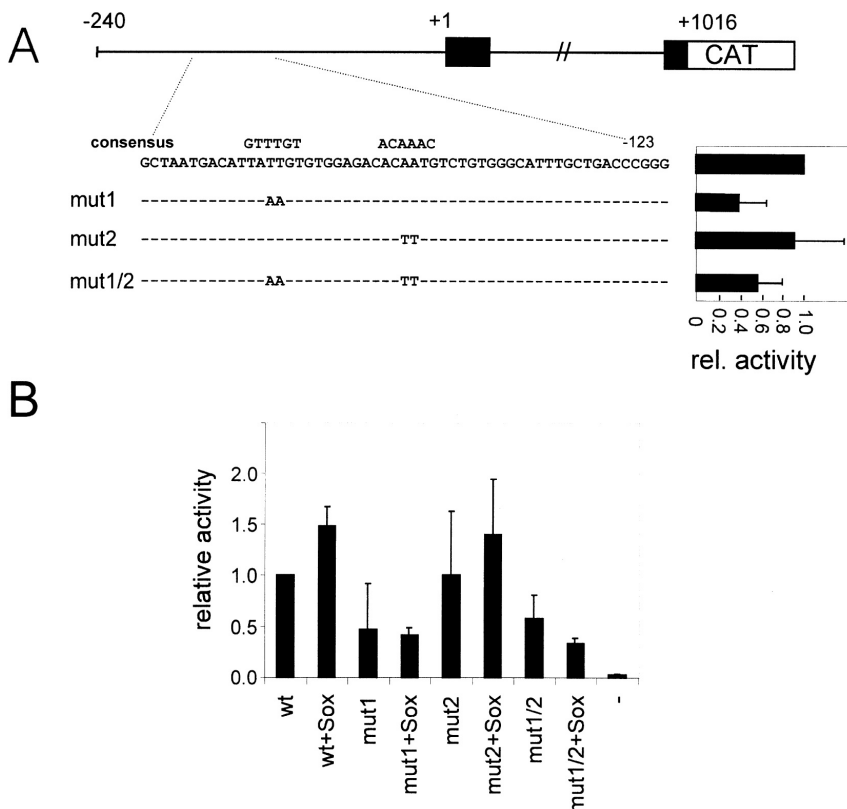 A
-240
+1
+1016
//
CAT
consensus
GTTTGT
ACAAAC
-123
GCTAATGACATTATTGTGTGGAGACACAATGTCTGTGGGCATTTGCTGACCCGGG
mut1 -------------AA----------------------------------------
mut2 ---------------------------TT--------------------------
mut1/2 -------------AA------------TT--------------------------
0 0.2 0.4 0.6 0.8 1.0
rel. activity
B
relative activity
2.0
1.5
1.0
0.5
0.0
wt
wt+Sox
mut1
mut1+Sox
mut2
mut2+Sox
mut1/2
mut1/2+Sox
-